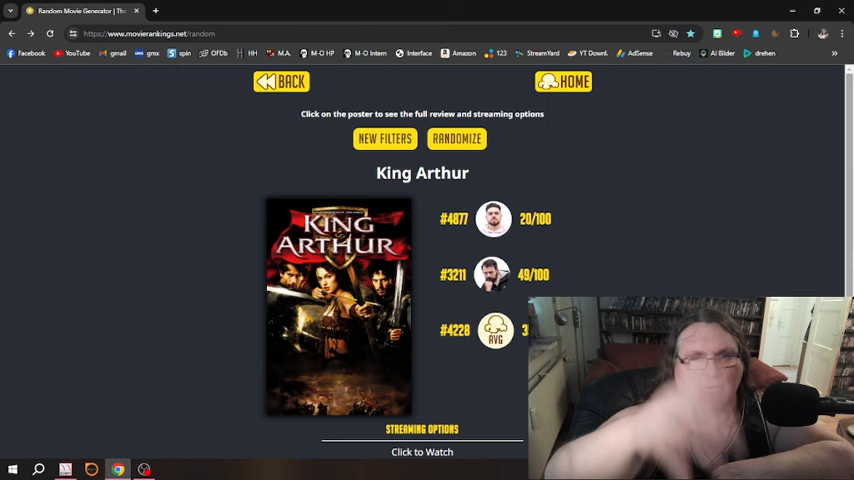 Random Movie Generator | The
https://www.movierankings.net/random
Facebook YouTube gmail gmx spin OFDb HH M.A. M-O HP M-O Intern Interface Amazon 123 StreamYard YT Downl. AdSense Rebuy AI Bilder drehen
BACK
HOME
Click on the poster to see the full review and streaming options
NEW FILTERS RANDOMIZE
King Arthur
KING
ARTHUR
#4877 20/100
#3211 49/100
#4228 AVG 3
STREAMING OPTIONS
Click to Watch